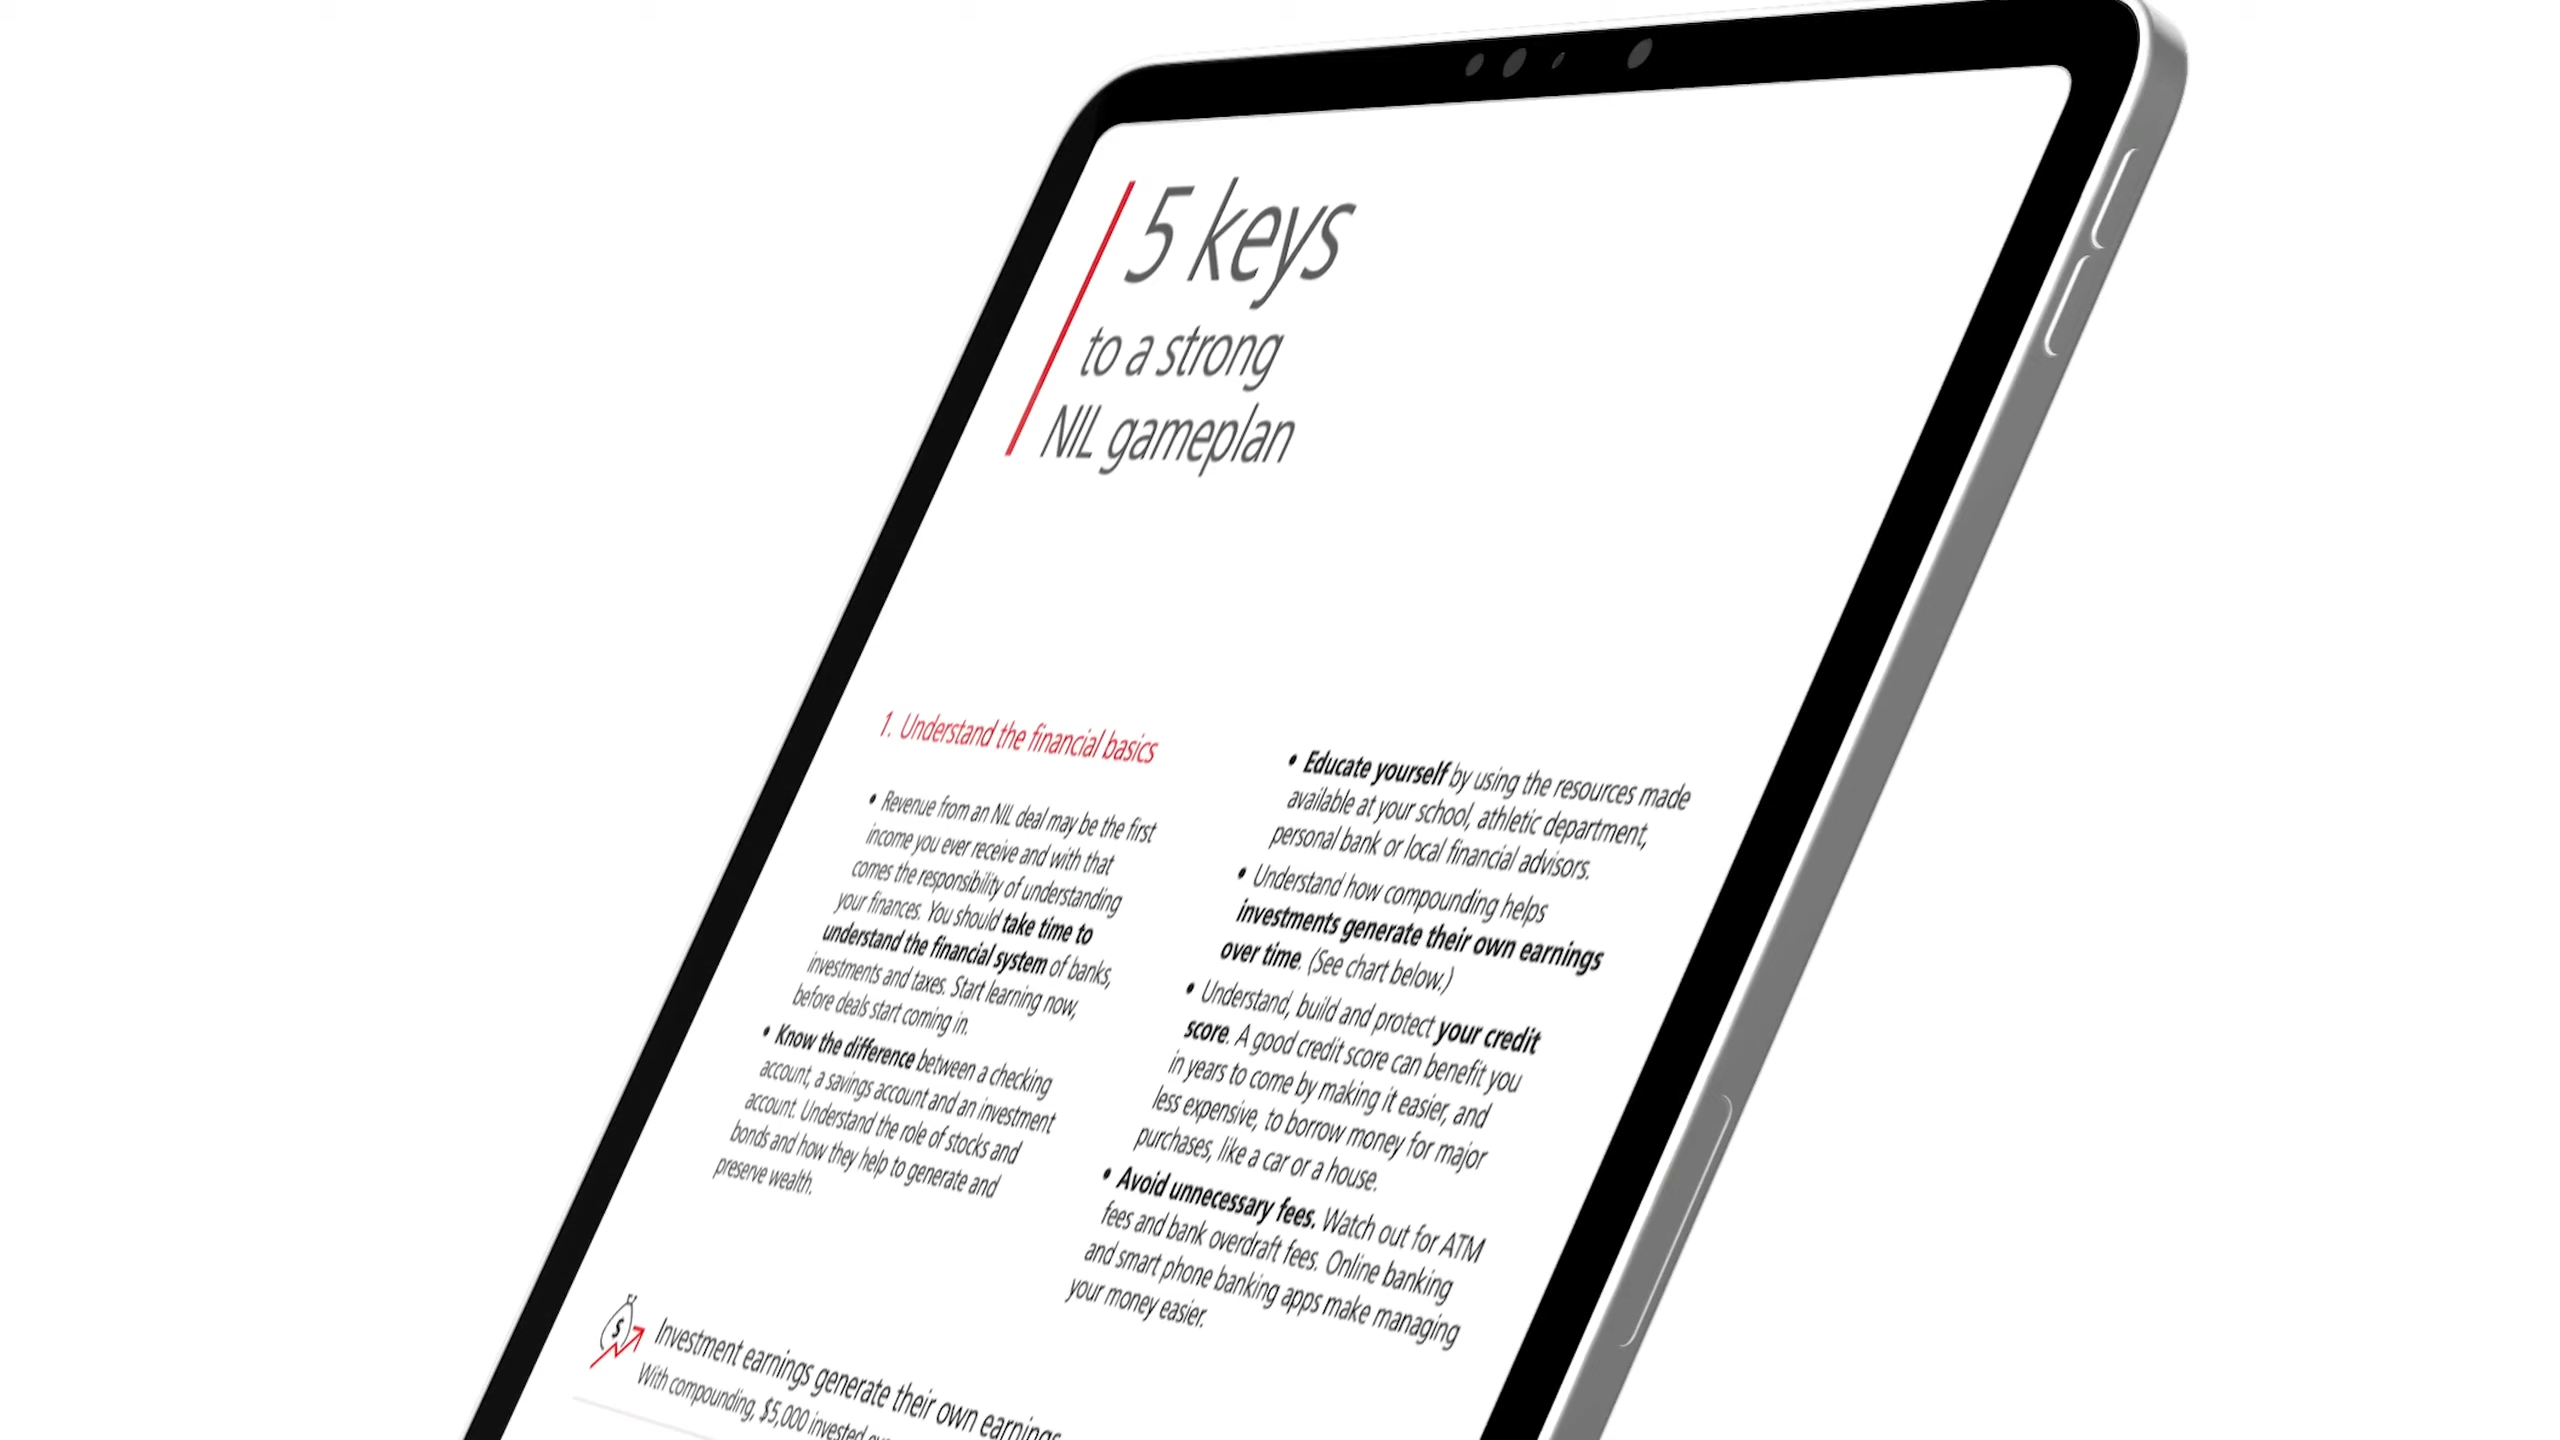 5 keys
to a strong
NIL gameplan
1. Understand the financial basics
• Revenue from an NIL deal may be the first
income you ever receive and with that
comes the responsibility of understanding
your finances. You should take time to
understand the financial system of banks,
investments and taxes. Start learning now,
before deals start coming in.
• Know the difference between a checking
account, a savings account and an investment
account. Understand the role of stocks and
bonds and how they help to generate and
preserve wealth.
• Educate yourself by using the resources made
available at your school, athletic department,
personal bank or local financial advisors.
• Understand how compounding helps
investments generate their own earnings
over time. (See chart below.)
• Understand, build and protect your credit
score. A good credit score can benefit you
in years to come by making it easier, and
less expensive, to borrow money for major
purchases, like a car or a house.
• Avoid unnecessary fees. Watch out for ATM
fees and bank overdraft fees. Online banking
and smart phone banking apps make managing
your money easier.
$
Investment earnings generate their own earnings
With compounding, $5,000 invested